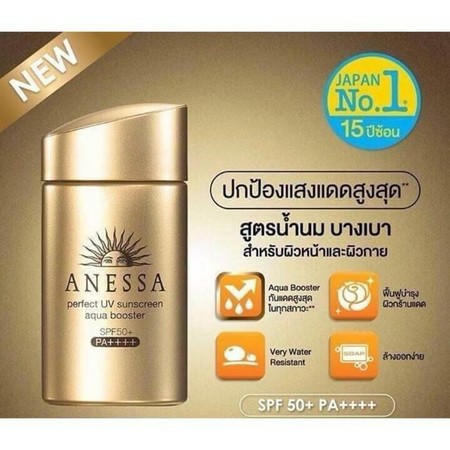 NEW
JAPAN
No.1*
15 ปีซ้อน
ปกป้องแสงแดดสูงสุด**
สูตรน้ำนม บางเบา
สำหรับผิวหน้าและผิวกาย
ANESSA
perfect UV sunscreen
aqua booster
SPF50+
PA++++
Aqua Booster
กันแดดสูงสุด
ในทุกสภาวะ**
ฟื้นฟูบำรุง
ผิวร้านแดด
Very Water
Resistant
SOAP
ล้างออกง่าย
SPF 50+ PA++++